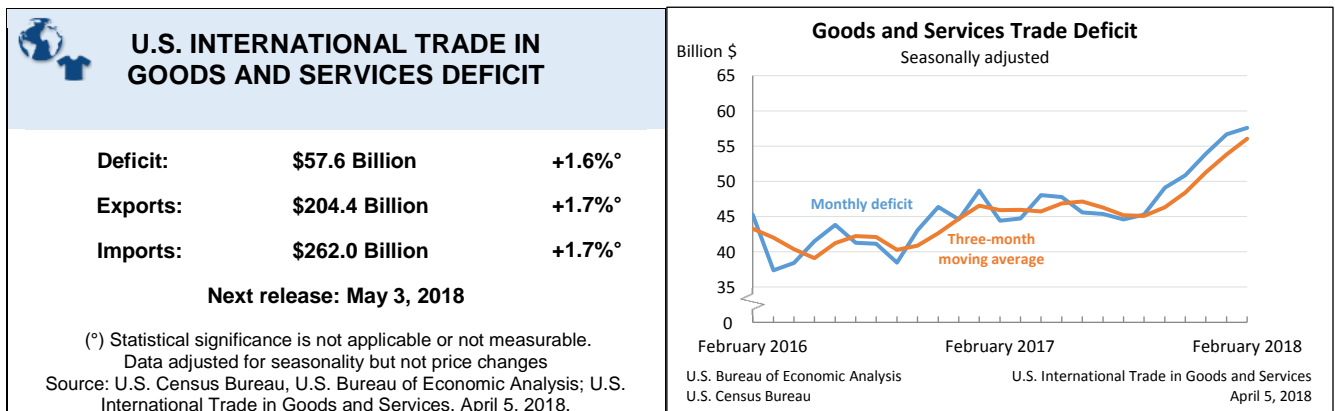 U.S. INTERNATIONAL TRADE IN
GOODS AND SERVICES DEFICIT
Deficit: $57.6 Billion +1.6%°
Exports: $204.4 Billion +1.7%°
Imports: $262.0 Billion +1.7%°
Next release: May 3, 2018
(°) Statistical significance is not applicable or not measurable.
Data adjusted for seasonality but not price changes
Source: U.S. Census Bureau, U.S. Bureau of Economic Analysis; U.S.
International Trade in Goods and Services, April 5, 2018.
Goods and Services Trade Deficit
Billion $
Seasonally adjusted
65
60
55
50
45
40
35
0
Monthly deficit
Three-month
moving average
February 2016 February 2017 February 2018
U.S. Bureau of Economic Analysis U.S. International Trade in Goods and Services
U.S. Census Bureau April 5, 2018